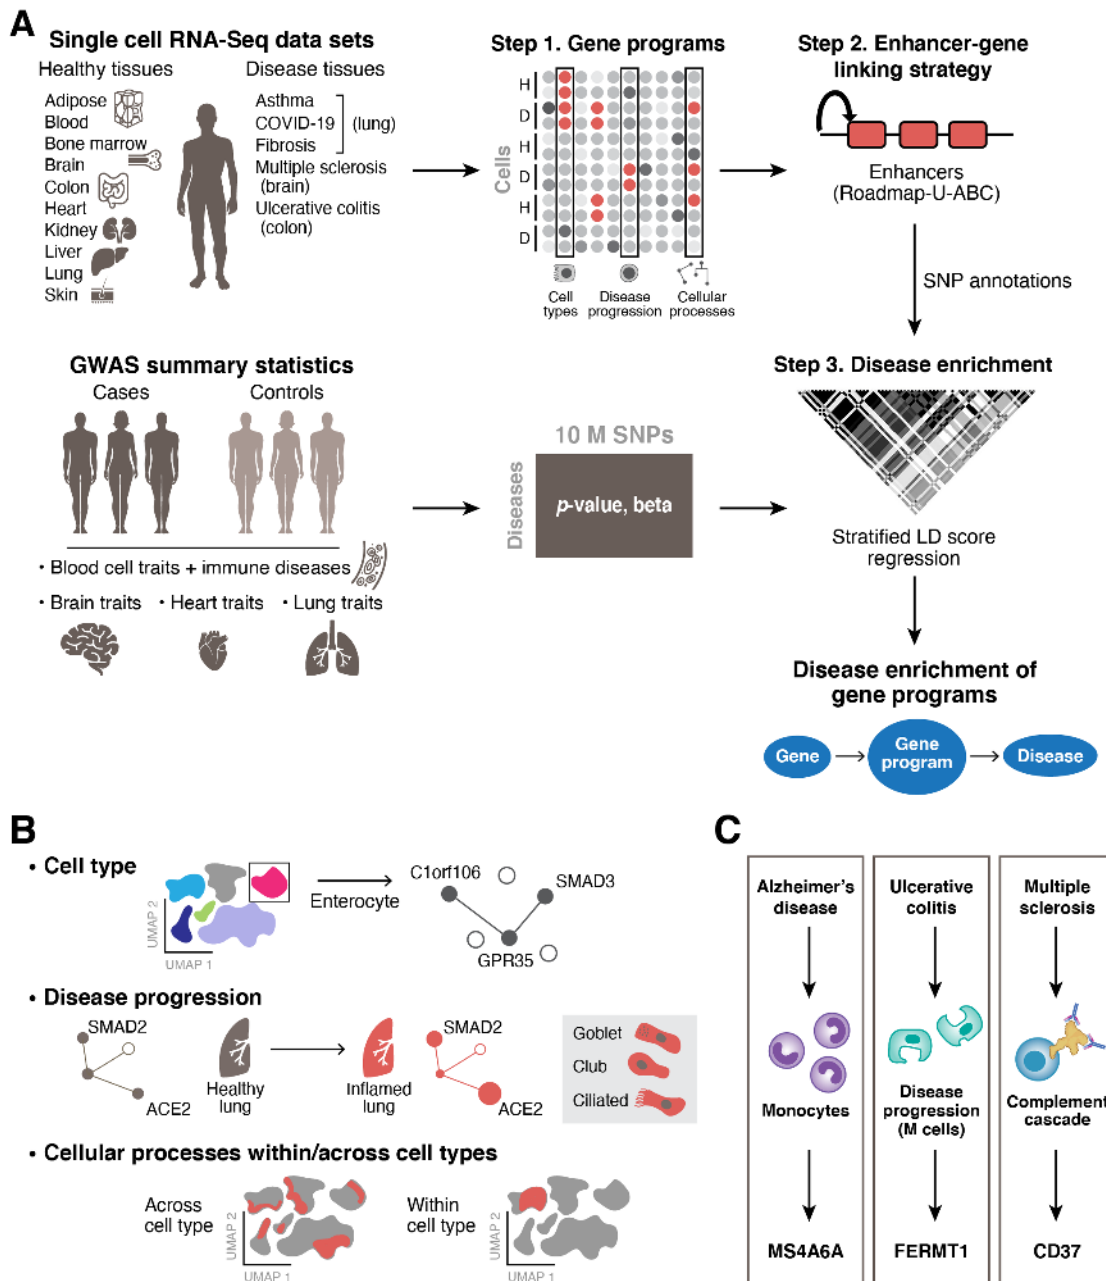 A
Single cell RNA-Seq data sets
Healthy tissues
Adipose
Blood
Bone marrow
Brain
Colon
Heart
Kidney
Liver
Lung
Skin
Disease tissues
Asthma
COVID-19
Fibrosis
(lung)
Multiple sclerosis
(brain)
Ulcerative colitis
(colon)
Step 1. Gene programs
Cells
H
D
H
D
H
D
Cell
types
Disease
progression
Cellular
processes
Step 2. Enhancer-gene
linking strategy
Enhancers
(Roadmap-U-ABC)
SNP annotations
GWAS summary statistics
Cases
Controls
• Blood cell traits + immune diseases
• Brain traits
• Heart traits
• Lung traits
10 M SNPs
Diseases
p-value, beta
Step 3. Disease enrichment
Stratified LD score
regression
Disease enrichment of
gene programs
Gene
Gene
program
Disease
B
• Cell type
UMAP 2
UMAP 1
Enterocyte
C1orf106
SMAD3
GPR35
• Disease progression
SMAD2
ACE2
Healthy
lung
Inflamed
lung
SMAD2
ACE2
Goblet
Club
Ciliated
• Cellular processes within/across cell types
Across
cell type
UMAP 2
UMAP 1
Within
cell type
UMAP 2
UMAP 1
C
Alzheimer's
disease
Monocytes
MS4A6A
Ulcerative
colitis
Disease
progression
(M cells)
FERMT1
Multiple
sclerosis
Complement
cascade
CD37